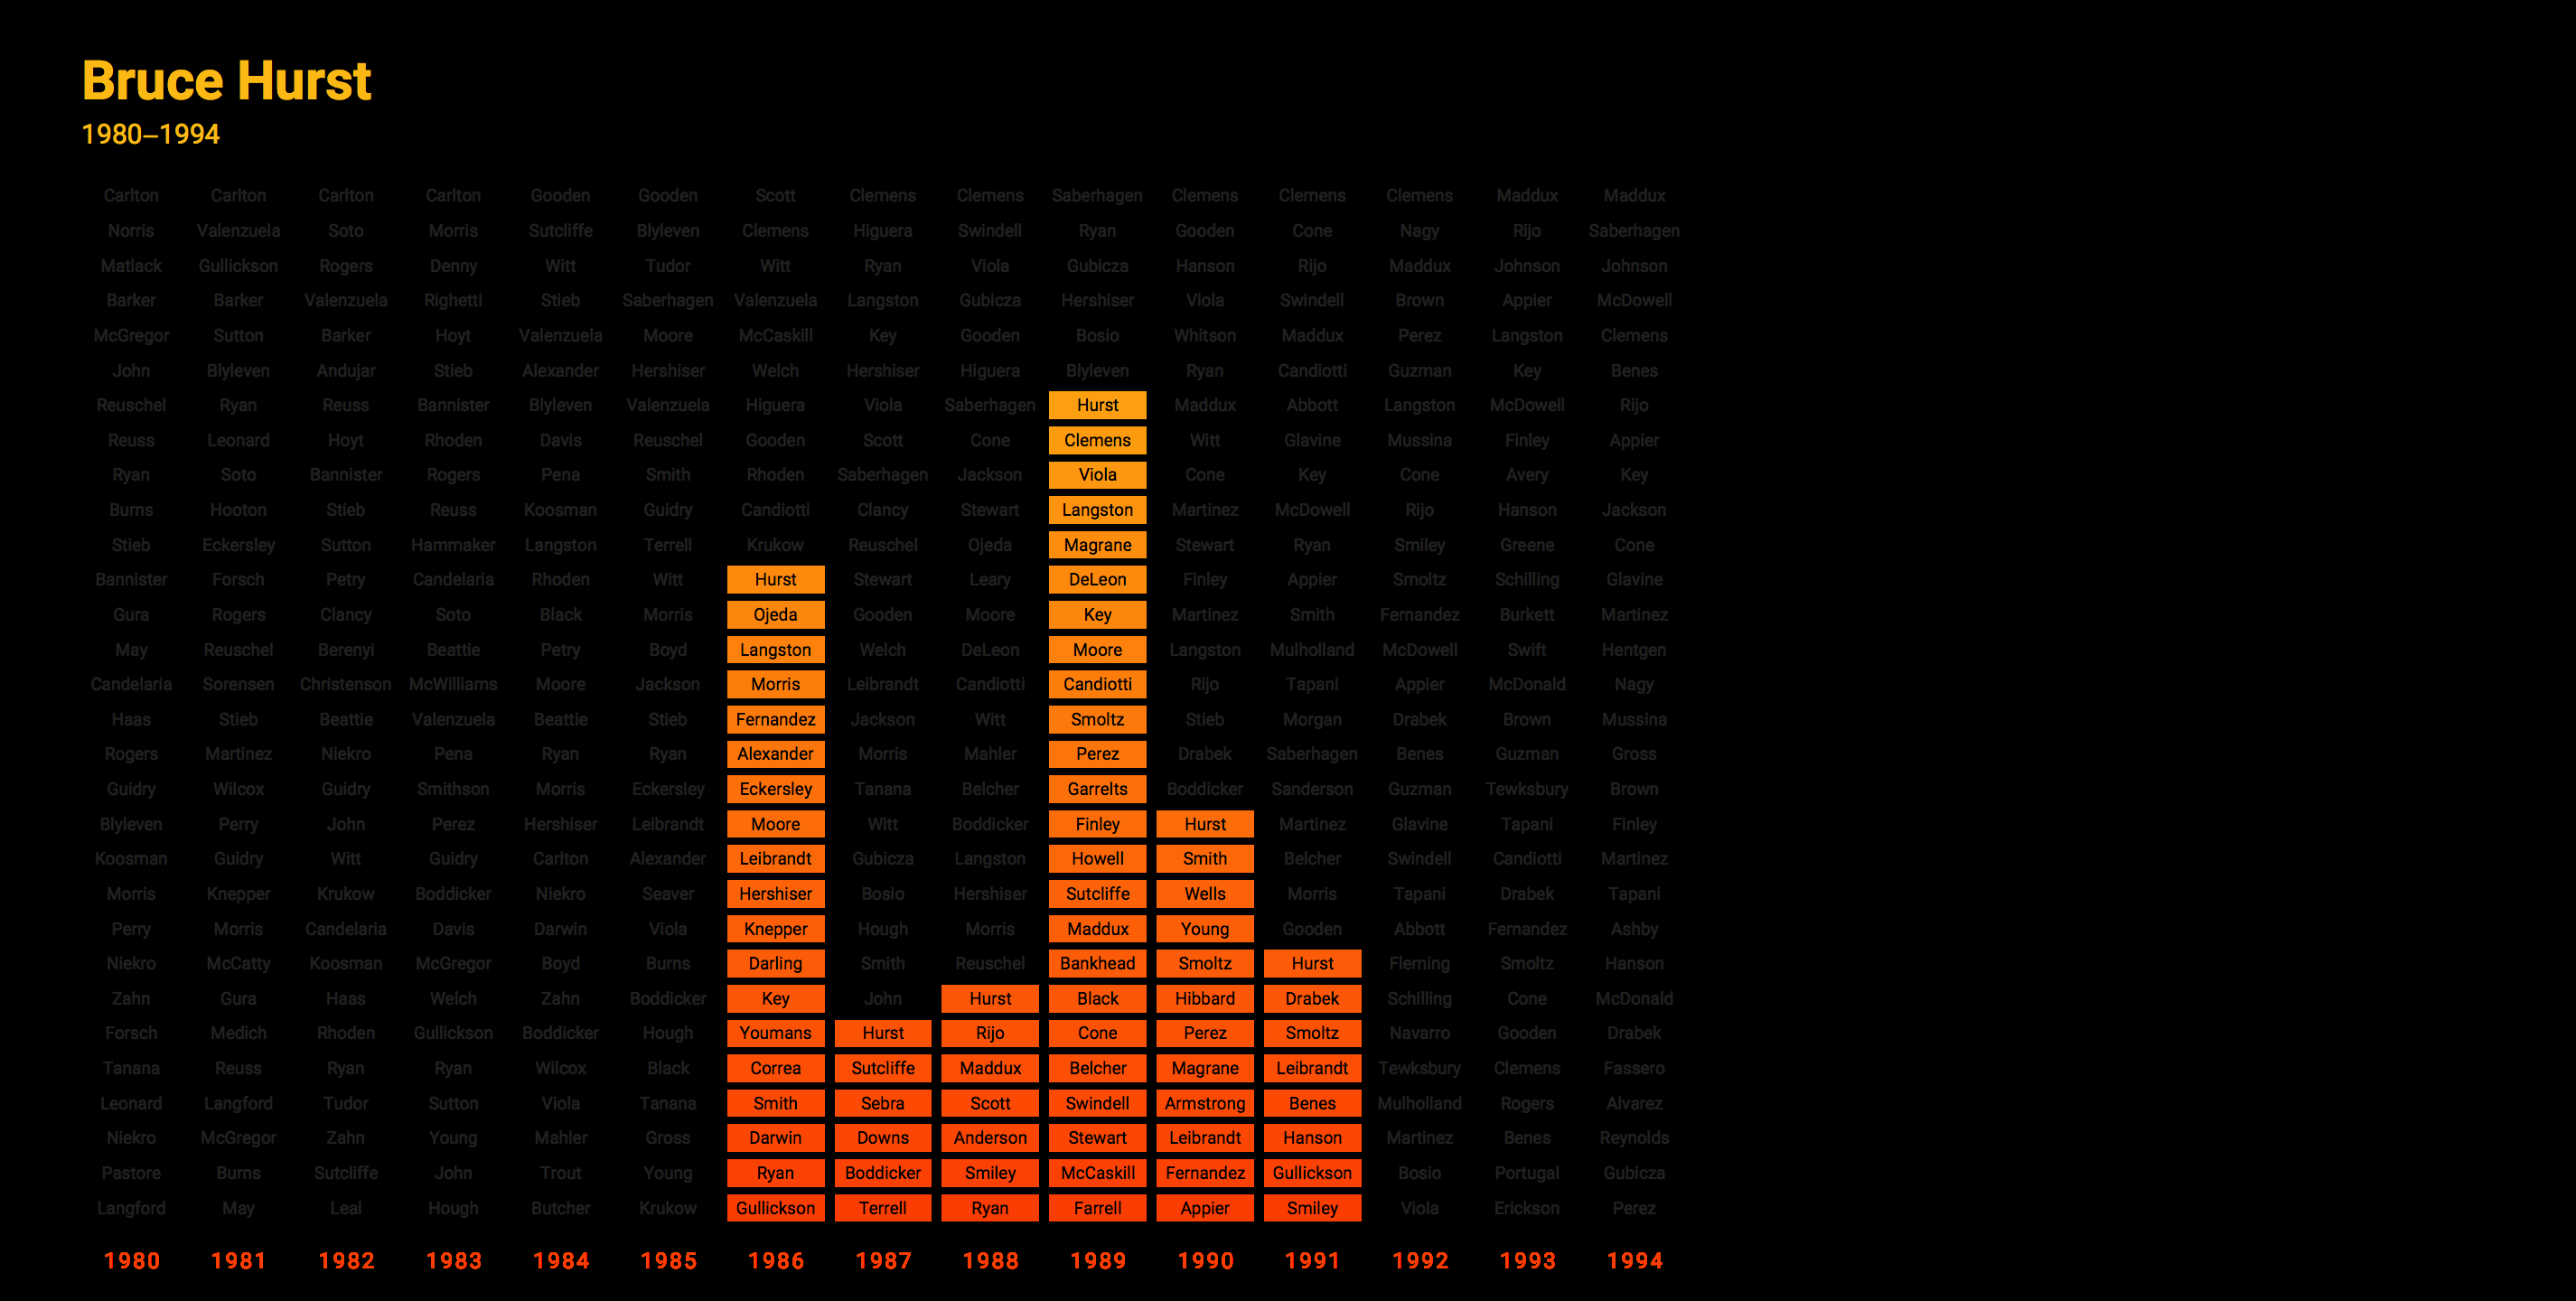 Bruce Hurst
1980–1994
Carlton Carlton Carlton Carlton Gooden Gooden Scott Clemens Clemens Saberhagen Clemens Clemens Clemens Maddux Maddux
Norris Valenzuela Soto Morris Sutcliffe Blyleven Clemens Higuera Swindell Ryan Gooden Cone Nagy Rijo Saberhagen
Matlack Gullickson Rogers Denny Witt Tudor Witt Ryan Viola Gubicza Hanson Rijo Maddux Johnson Johnson
Barker Barker Valenzuela Righetti Stieb Saberhagen Valenzuela Langston Gubicza Hershiser Viola Swindell Brown Appier McDowell
McGregor Sutton Barker Hoyt Valenzuela Moore McCaskill Key Gooden Bosio Whitson Maddux Perez Langston Clemens
John Blyleven Andujar Stieb Alexander Hershiser Welch Hershiser Higuera Blyleven Ryan Candiotti Guzman Key Benes
Reuschel Ryan Reuss Bannister Blyleven Valenzuela Higuera Viola Saberhagen Hurst Maddux Abbott Langston McDowell Rijo
Reuss Leonard Hoyt Rhoden Davis Reuschel Gooden Scott Cone Clemens Witt Glavine Mussina Finley Appier
Ryan Soto Bannister Rogers Pena Smith Rhoden Saberhagen Jackson Viola Cone Key Cone Avery Key
Burns Hooton Stieb Reuss Koosman Guidry Candiotti Clancy Stewart Langston Martinez McDowell Rijo Hanson Jackson
Stieb Eckersley Sutton Hammaker Langston Terrell Krukow Reuschel Ojeda Magrane Stewart Ryan Smiley Greene Cone
Bannister Forsch Petry Candelaria Rhoden Witt Hurst Stewart Leary DeLeon Finley Appier Smoltz Schilling Glavine
Gura Rogers Clancy Soto Black Morris Ojeda Gooden Moore Key Martinez Smith Fernandez Burkett Martinez
May Reuschel Berenyi Beattie Petry Boyd Langston Welch DeLeon Moore Langston Mulholland McDowell Swift Hentgen
Candelaria Sorensen Christenson McWilliams Moore Jackson Morris Leibrandt Candiotti Candiotti Rijo Tapani Appier McDonald Nagy
Haas Stieb Beattie Valenzuela Beattie Stieb Fernandez Jackson Witt Smoltz Stieb Morgan Drabek Brown Mussina
Rogers Martinez Niekro Pena Ryan Ryan Alexander Morris Mahler Perez Drabek Saberhagen Benes Guzman Gross
Guidry Wilcox Guidry Smithson Morris Eckersley Eckersley Tanana Belcher Garrelts Boddicker Sanderson Guzman Tewksbury Brown
Blyleven Perry John Perez Hershiser Leibrandt Moore Witt Boddicker Finley Hurst Martinez Glavine Tapani Finley
Koosman Guidry Witt Guidry Carlton Alexander Leibrandt Gubicza Langston Howell Smith Belcher Swindell Candiotti Martinez
Morris Knepper Krukow Boddicker Niekro Seaver Hershiser Bosio Hershiser Sutcliffe Wells Morris Tapani Drabek Tapani
Perry Morris Candelaria Davis Darwin Viola Knepper Hough Morris Maddux Young Gooden Abbott Fernandez Ashby
Niekro McCatty Koosman McGregor Boyd Burns Darling Smith Reuschel Bankhead Smoltz Hurst Fleming Smoltz Hanson
Zahn Gura Haas Welch Zahn Boddicker Key John Hurst Black Hibbard Drabek Schilling Cone McDonald
Forsch Medich Rhoden Gullickson Boddicker Hough Youmans Hurst Rijo Cone Perez Smoltz Navarro Gooden Drabek
Tanana Reuss Ryan Ryan Wilcox Black Correa Sutcliffe Maddux Belcher Magrane Leibrandt Tewksbury Clemens Fassero
Leonard Langford Tudor Sutton Viola Tanana Smith Sebra Scott Swindell Armstrong Benes Mulholland Rogers Alvarez
Niekro McGregor Zahn Young Mahler Gross Darwin Downs Anderson Stewart Leibrandt Hanson Martinez Benes Reynolds
Pastore Burns Sutcliffe John Trout Young Ryan Boddicker Smiley McCaskill Fernandez Gullickson Bosio Portugal Gubicza
Langford May Leal Hough Butcher Krukow Gullickson Terrell Ryan Farrell Appier Smiley Viola Erickson Perez
1980 1981 1982 1983 1984 1985 1986 1987 1988 1989 1990 1991 1992 1993 1994